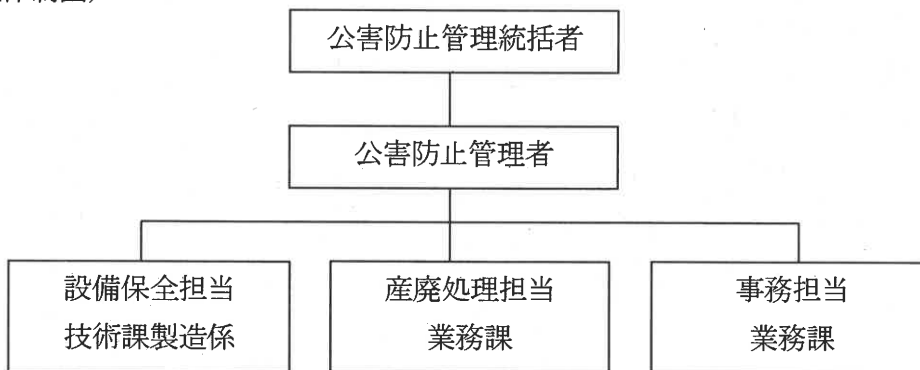 公害防止管理統括者
公害防止管理者
設備保全担当
技術課製造係
産廃処理担当
業務課
事務担当
業務課